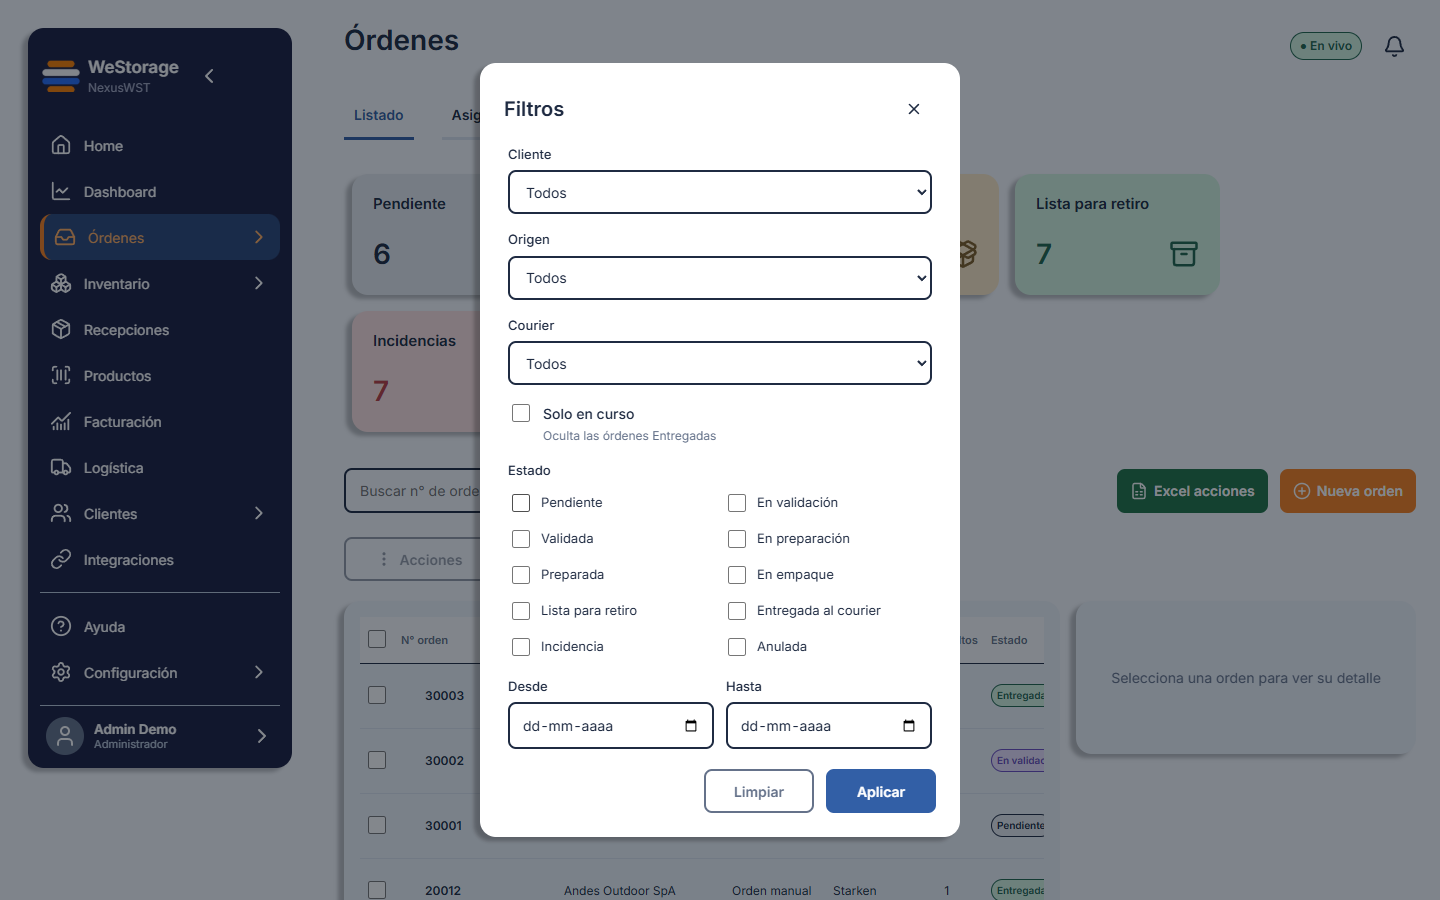 WeStorage
NexusWST
Home
Dashboard
Órdenes
Inventario
Recepciones
Productos
Facturación
Logística
Clientes
Integraciones
Ayuda
Configuración
Admin Demo
Administrador
Órdenes
En vivo
Listado
Pendiente
6
Lista para retiro
7
Incidencias
7
Buscar n° de orde
Excel acciones
Nueva orden
Acciones
N° orden
Estado
30003
Entregada
30002
30001
Pendiente
20012
Andes Outdoor SpA
Orden manual
Starken
1
Entregada
Selecciona una orden para ver su detalle
Filtros
Cliente
Todos
Origen
Todos
Courier
Todos
Solo en curso
Oculta las órdenes Entregadas
Estado
Pendiente
En validación
Validada
En preparación
Preparada
En empaque
Lista para retiro
Entregada al courier
Incidencia
Anulada
Desde
Hasta
dd-mm-aaaa
dd-mm-aaaa
Limpiar
Aplicar